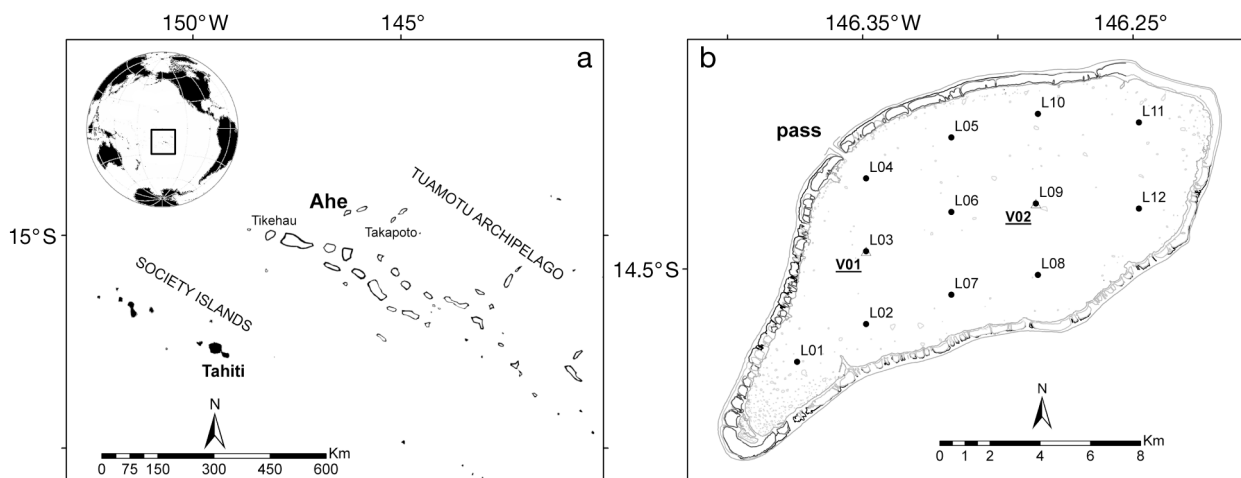 150°W
145°
a
Ahe
Tikehau
Takapoto
TUAMOTU ARCHIPELAGO
15°S
SOCIETY ISLANDS
Tahiti
N
Km
0 75 150 300 450 600
146.35°W
146.25°
b
pass
L10
L11
L05
L04
L09
L06
V02
L12
L03
V01
14.5°
L08
L07
L02
L01
N
Km
0 1 2 4 6 8